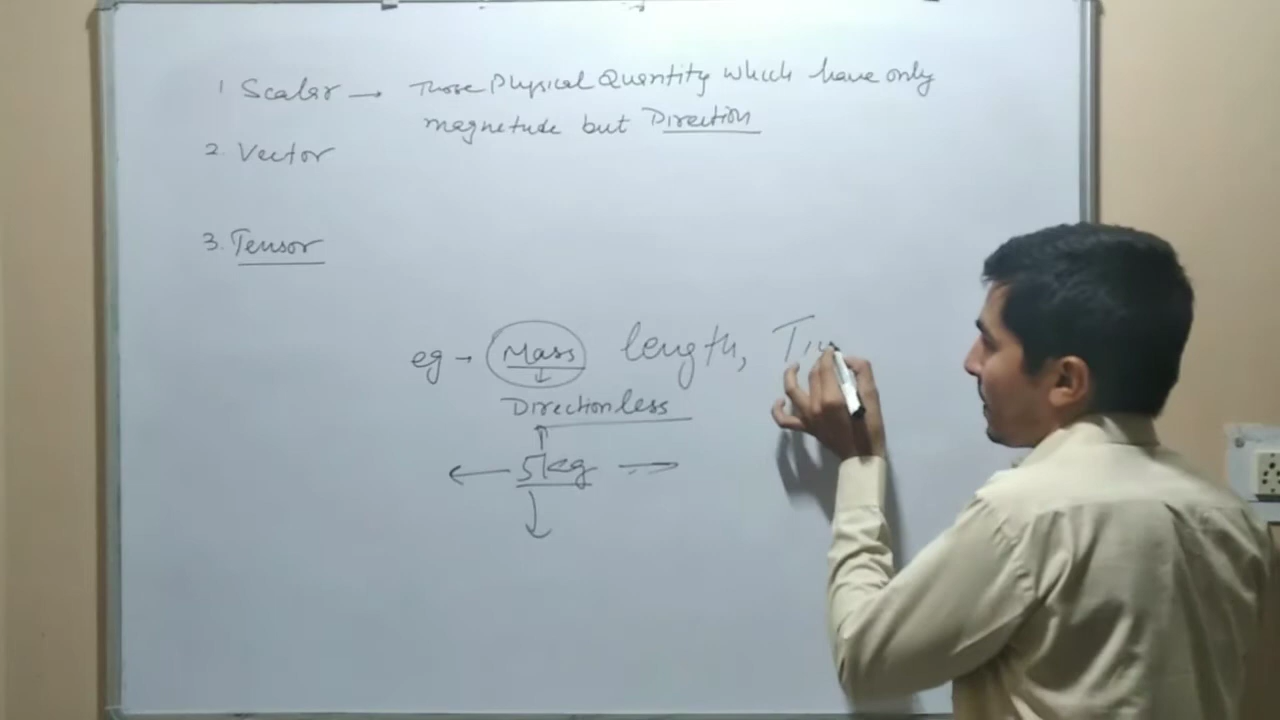 1 Scalar → Those Physical Quantity which have only
magnetude but Direction
2. Vector
3. Tensor
eg → Mass length, Tim
Directionless
5kg